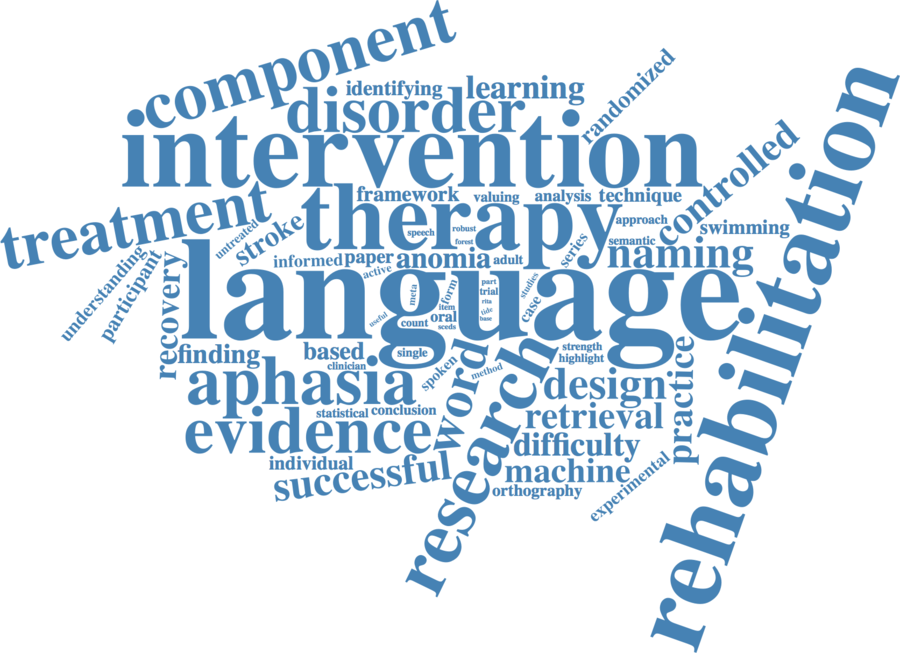 component
identifying
learning
randomized
disorder
intervention
rehabilitation
controlled
treatment
framework
valuing
analysis
technique
therapy
approach
swimming
untreated
stroke
speech
robust
forest
semantic
series
naming
understanding
participant
recovery
informed
paper
anomia
adult
active
language
meta
form
part
trial
rita
tide
base
studies
case
useful
count
item
oral
sceds
finding
based
clinician
single
spoken
method
strength
highlight
aphasia
word
research
design
practice
statistical
conclusion
retrieval
evidence
difficulty
individual
successful
machine
orthography
experimental